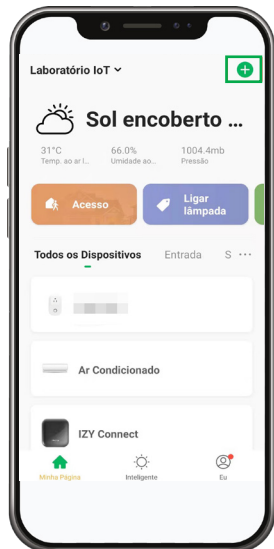 Laboratório IoT
Sol encoberto ...
31°C 66.0% 1004.4mb
Temp. ao ar l... Umidade ao... Pressão
Acesso
Ligar
lâmpada
Todos os Dispositivos Entrada S ...
Ar Condicionado
IZY Connect
Minha Página Inteligente Eu